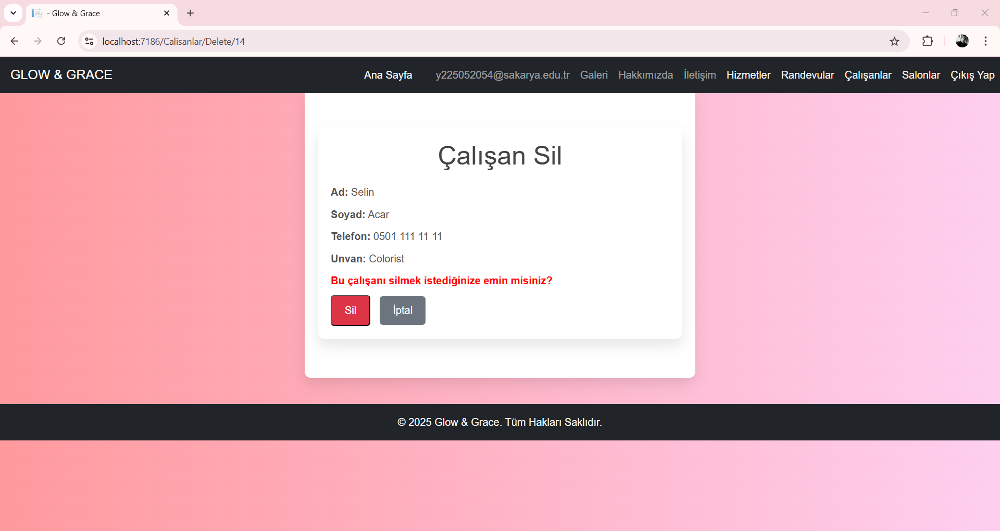 - Glow & Grace
localhost:7186/Calisanlar/Delete/14
GLOW & GRACE
Ana Sayfa y225052054@sakarya.edu.tr Galeri Hakkımızda İletişim Hizmetler Randevular Çalışanlar Salonlar Çıkış Yap
Çalışan Sil
Ad: Selin
Soyad: Acar
Telefon: 0501 111 11 11
Unvan: Colorist
Bu çalışanı silmek istediğinize emin misiniz?
Sil İptal
© 2025 Glow & Grace. Tüm Hakları Saklıdır.